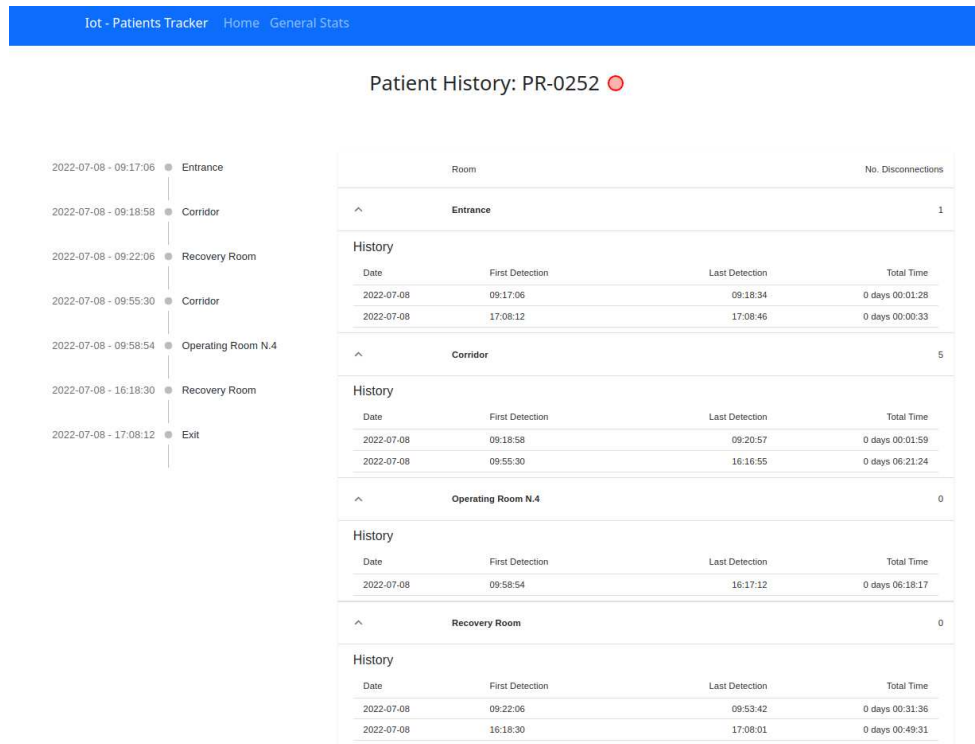 Iot - Patients Tracker Home General Stats
Patient History: PR-0252
2022-07-08 - 09:17:06 Entrance
2022-07-08 - 09:18:58 Corridor
2022-07-08 - 09:22:06 Recovery Room
2022-07-08 - 09:55:30 Corridor
2022-07-08 - 09:58:54 Operating Room N.4
2022-07-08 - 16:18:30 Recovery Room
2022-07-08 - 17:08:12 Exit
Room No. Disconnections
Entrance 1
History
Date First Detection Last Detection Total Time
2022-07-08 09:17:06 09:18:34 0 days 00:01:28
2022-07-08 17:08:12 17:08:46 0 days 00:00:33
Corridor 5
History
Date First Detection Last Detection Total Time
2022-07-08 09:18:58 09:20:57 0 days 00:01:59
2022-07-08 09:55:30 16:16:55 0 days 06:21:24
Operating Room N.4 0
History
Date First Detection Last Detection Total Time
2022-07-08 09:58:54 16:17:12 0 days 06:18:17
Recovery Room 0
History
Date First Detection Last Detection Total Time
2022-07-08 09:22:06 09:53:42 0 days 00:31:36
2022-07-08 16:18:30 17:08:01 0 days 00:49:31